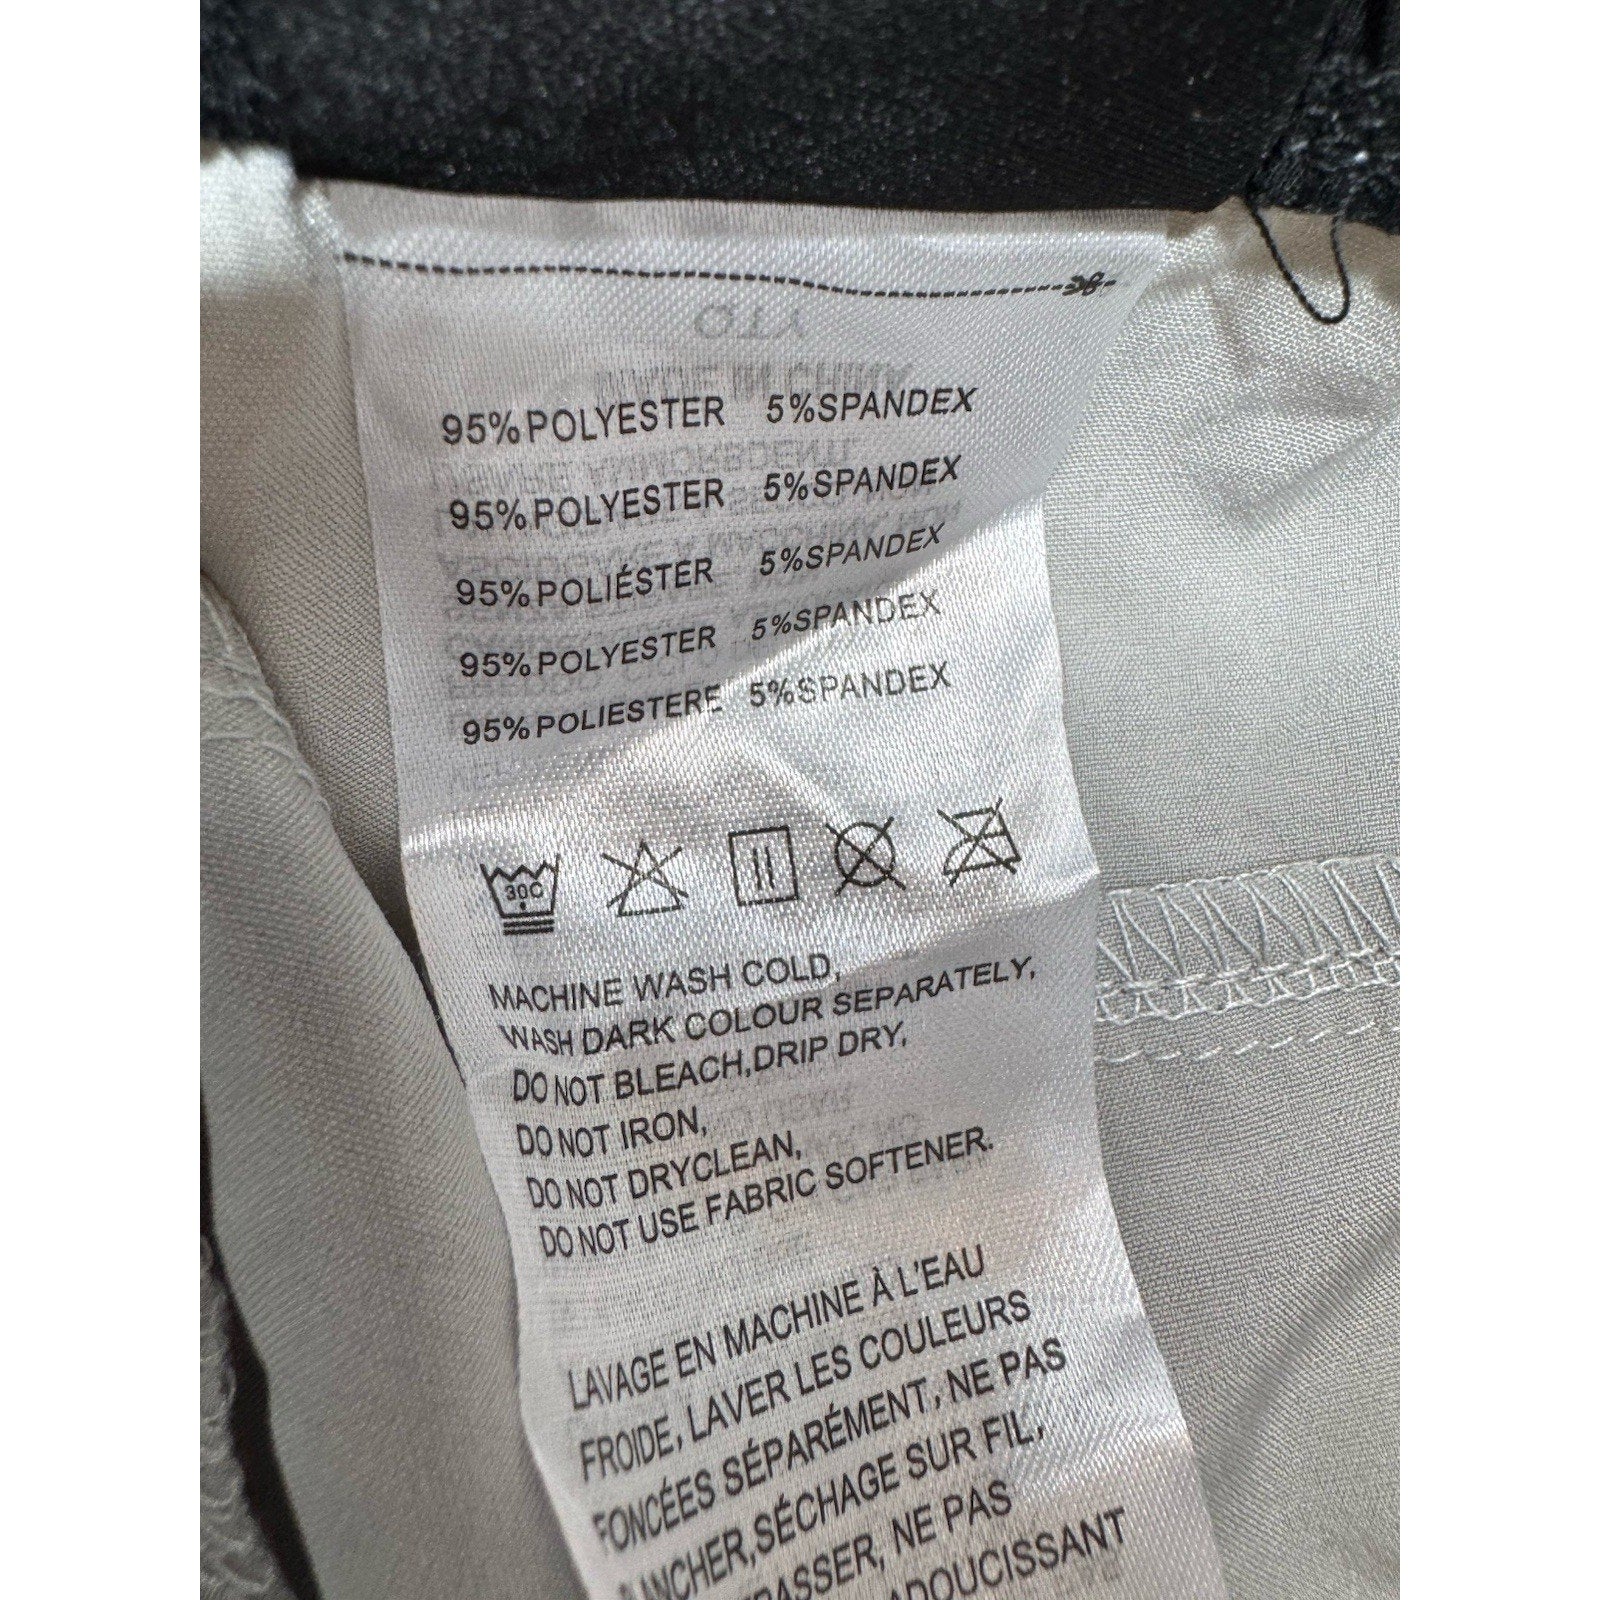 95%POLYESTER 5%SPANDEX
95%POLYESTER 5%SPANDEX
95%POLIÉSTER 5%SPANDEX
95%POLYESTER 5%SPANDEX
95%POLIESTERE 5%SPANDEX
30C
MACHINE WASH COLD,
WASH DARK COLOUR SEPARATELY,
DO NOT BLEACH,DRIP DRY,
DO NOT IRON,
DO NOT DRYCLEAN,
DO NOT USE FABRIC SOFTENER.
LAVAGE EN MACHINE À L'EAU
FROIDE, LAVER LES COULEURS
FONCÉES SÉPARÉMENT, NE PAS
SÉCHAGE SUR FIL,
NE PAS
ADOUCISSANT